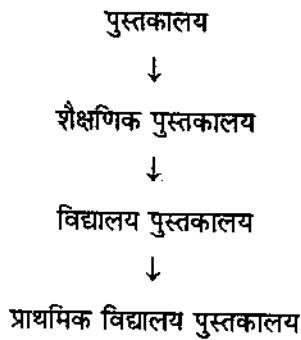 पुस्तकालय
↓
शैक्षणिक पुस्तकालय
↓
विद्यालय पुस्तकालय
↓
प्राथमिक विद्यालय पुस्तकालय